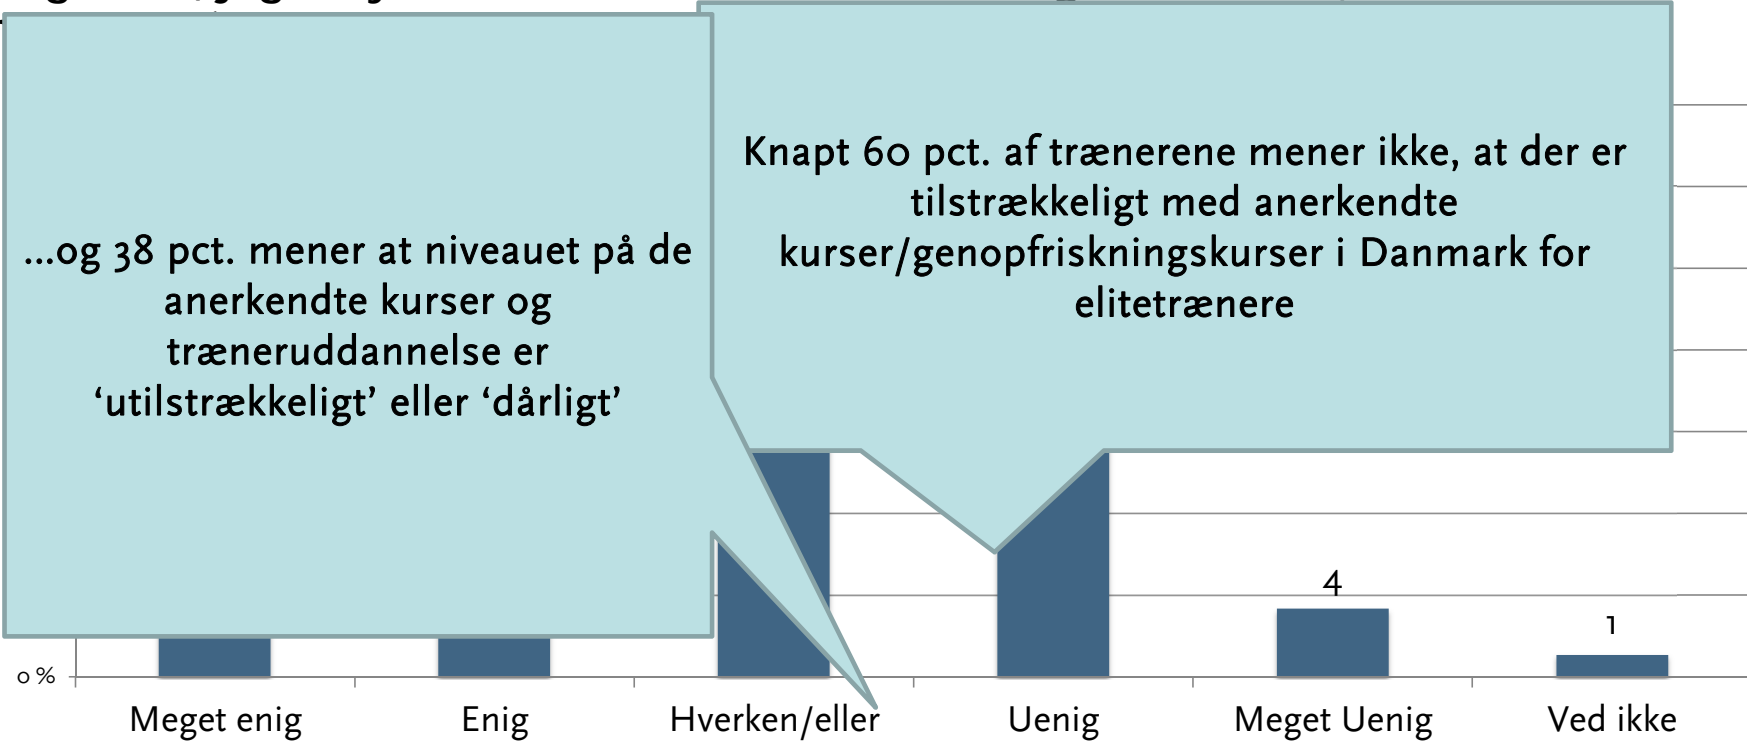 ...og 38 pct. mener at niveauet på de
anerkendte kurser og
træneruddannelse er
‘utilstrækkeligt’ eller ‘dårligt’
Knapt 60 pct. af trænerene mener ikke, at der er
tilstrækkeligt med anerkendte
kurser/genopfriskningskurser i Danmark for
elitetrænere
4
1
0%
Meget enig
Enig
Hverken/eller
Uenig
Meget Uenig
Ved ikke